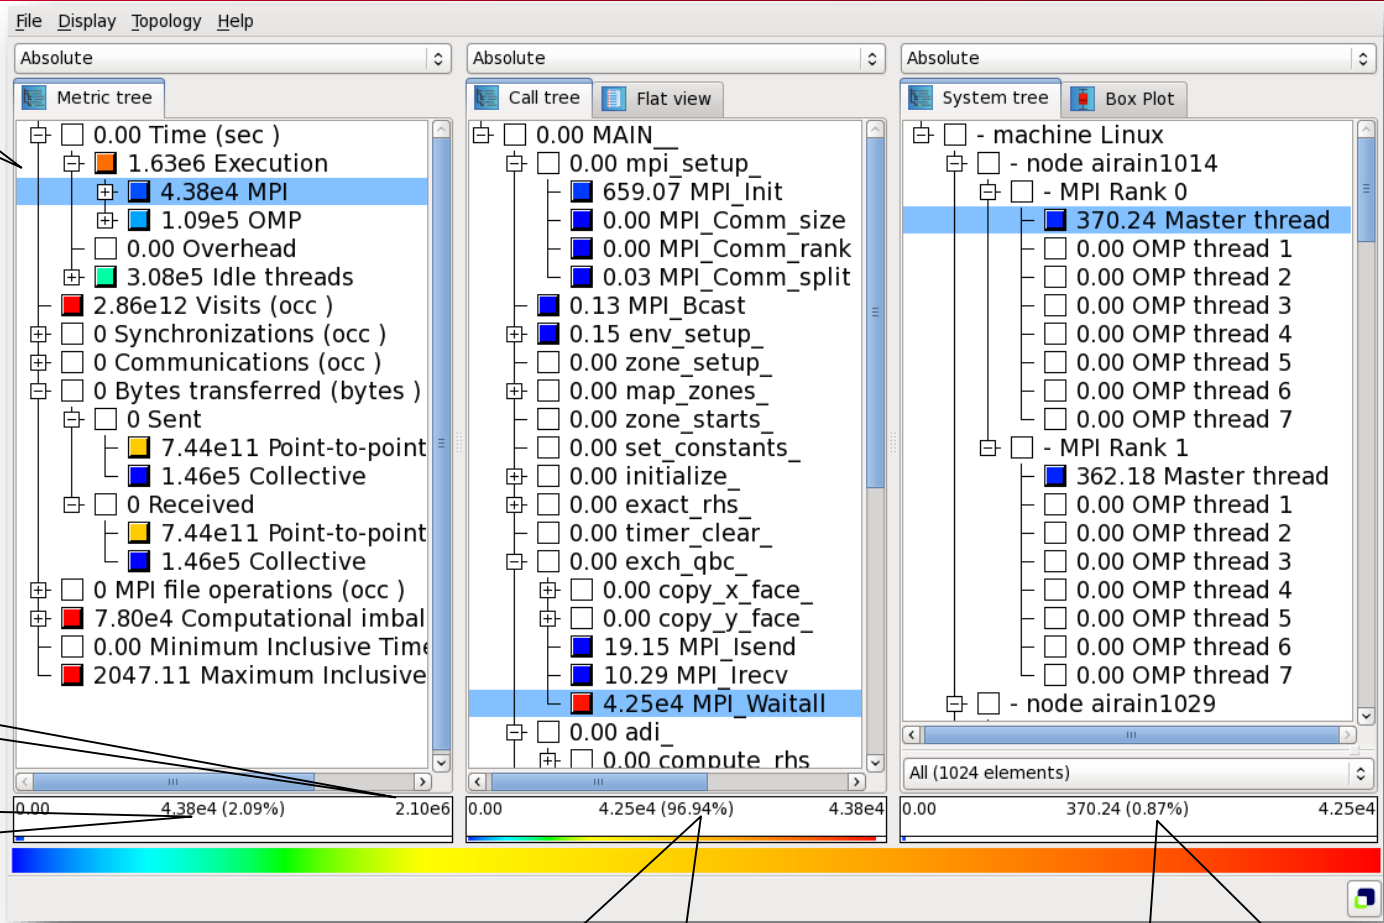 File Display Topology Help
Absolute
Metric tree
0.00 Time (sec )
1.63e6 Execution
4.38e4 MPI
1.09e5 OMP
0.00 Overhead
3.08e5 Idle threads
2.86e12 Visits (occ )
0 Synchronizations (occ )
0 Communications (occ )
0 Bytes transferred (bytes )
0 Sent
7.44e11 Point-to-point
1.46e5 Collective
0 Received
7.44e11 Point-to-point
1.46e5 Collective
0 MPI file operations (occ )
7.80e4 Computational imbal
0.00 Minimum Inclusive Time
2047.11 Maximum Inclusive
0.00 4.38e4 (2.09%) 2.10e6
Absolute
Call tree Flat view
0.00 MAIN__
0.00 mpi_setup_
659.07 MPI_Init
0.00 MPI_Comm_size
0.00 MPI_Comm_rank
0.03 MPI_Comm_split
0.13 MPI_Bcast
0.15 env_setup_
0.00 zone_setup_
0.00 map_zones_
0.00 zone_starts_
0.00 set_constants_
0.00 initialize_
0.00 exact_rhs_
0.00 timer_clear_
0.00 exch_qbc_
0.00 copy_x_face_
0.00 copy_y_face_
19.15 MPI_Isend
10.29 MPI_Irecv
4.25e4 MPI_Waitall
0.00 adi_
0.00 compute_rhs_
0.00 4.25e4 (96.94%) 4.38e4
Absolute
System tree Box Plot
- machine Linux
- node airain1014
- MPI Rank 0
370.24 Master thread
0.00 OMP thread 1
0.00 OMP thread 2
0.00 OMP thread 3
0.00 OMP thread 4
0.00 OMP thread 5
0.00 OMP thread 6
0.00 OMP thread 7
- MPI Rank 1
362.18 Master thread
0.00 OMP thread 1
0.00 OMP thread 2
0.00 OMP thread 3
0.00 OMP thread 4
0.00 OMP thread 5
0.00 OMP thread 6
0.00 OMP thread 7
- node airain1029
All (1024 elements)
0.00 370.24 (0.87%) 4.25e4